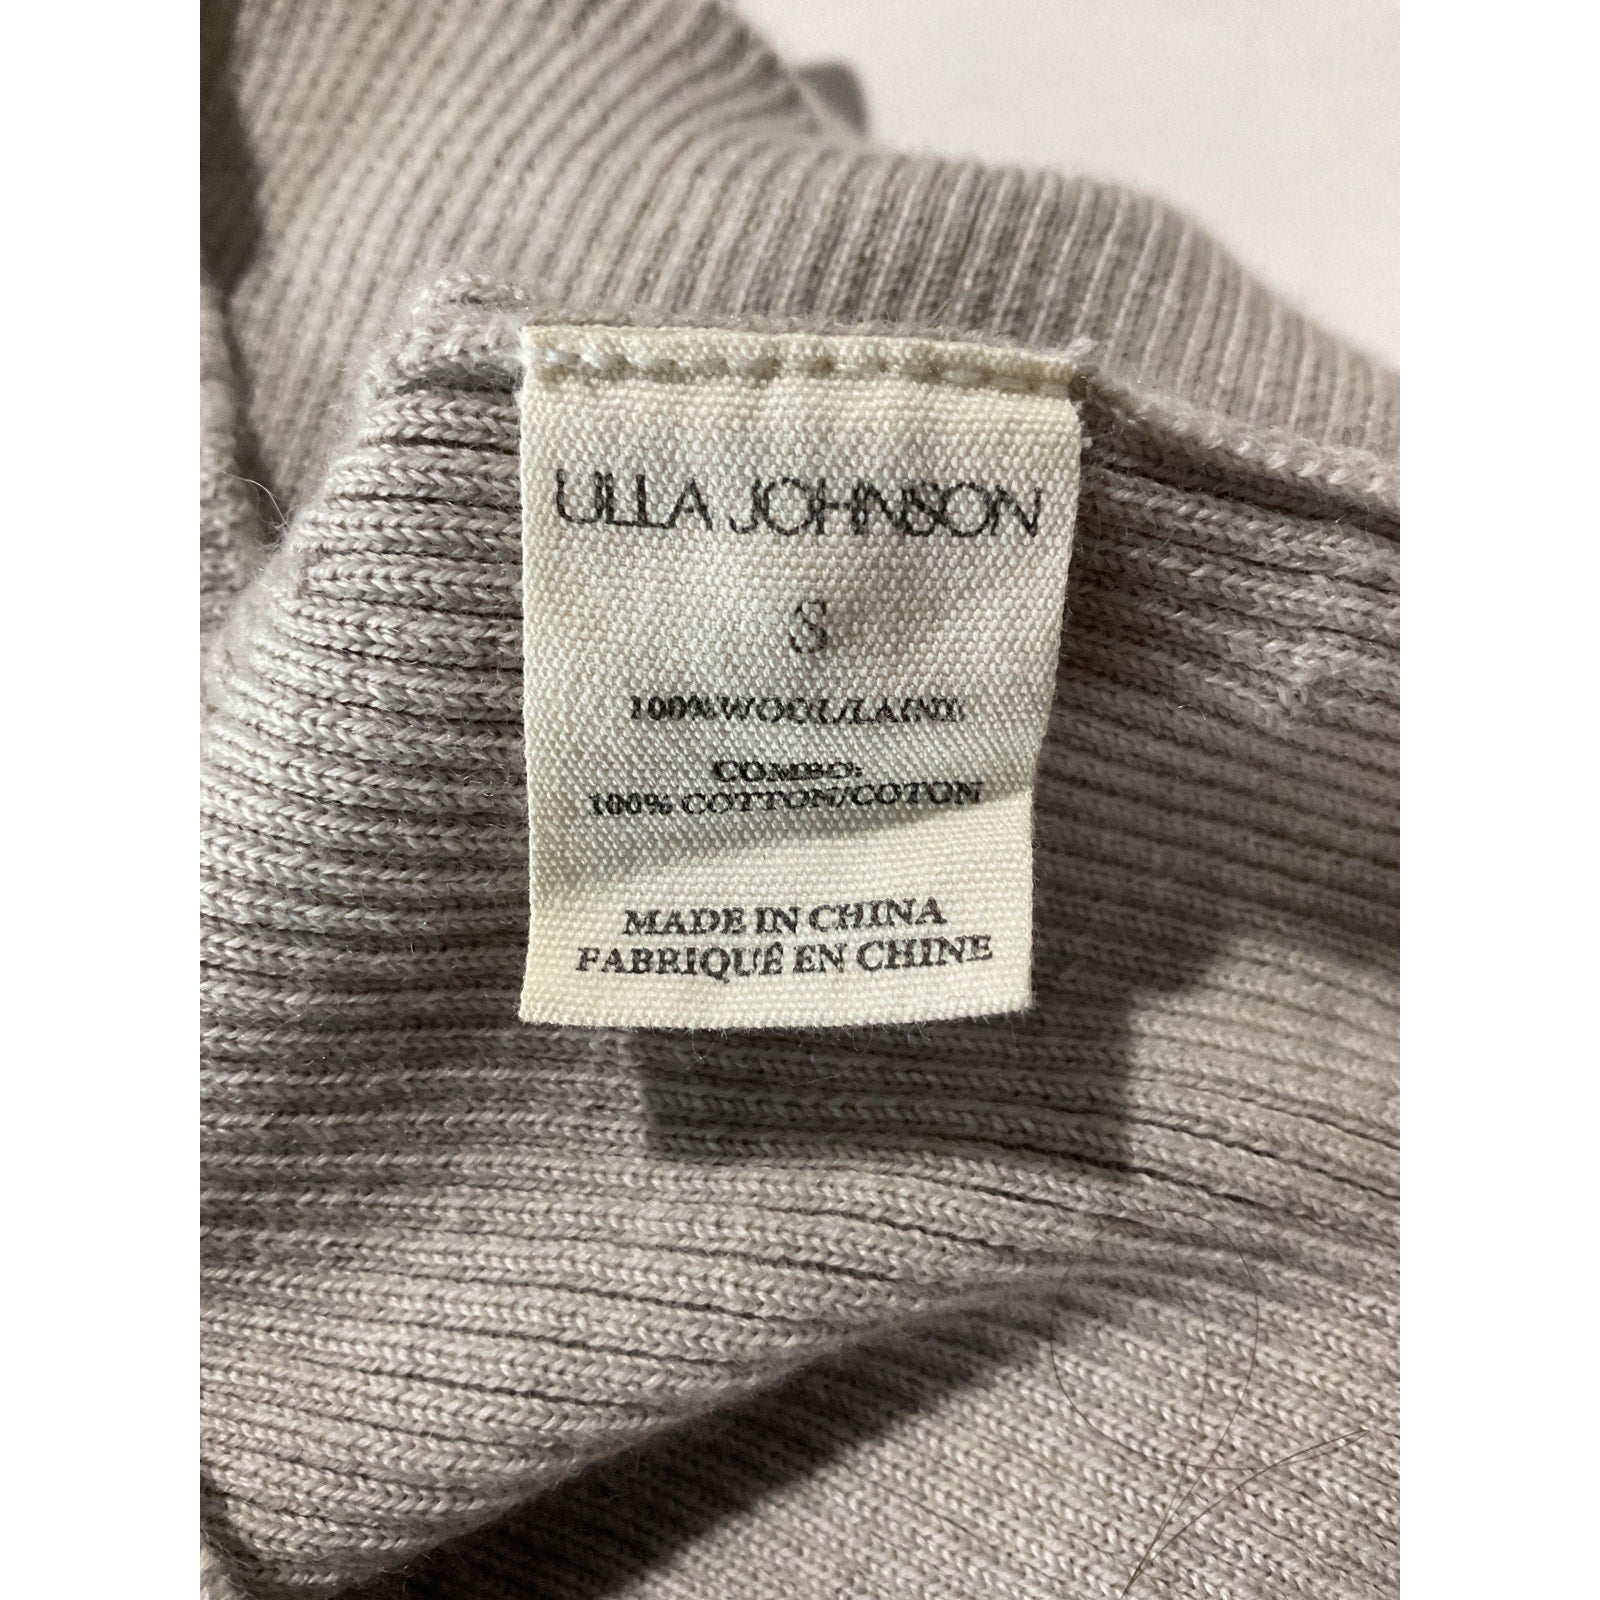 ULLA JOHNSON
S
100% WOOL/LAINE
COMBO:
100% COTTON/COTON
MADE IN CHINA
FABRIQUÉ EN CHINE